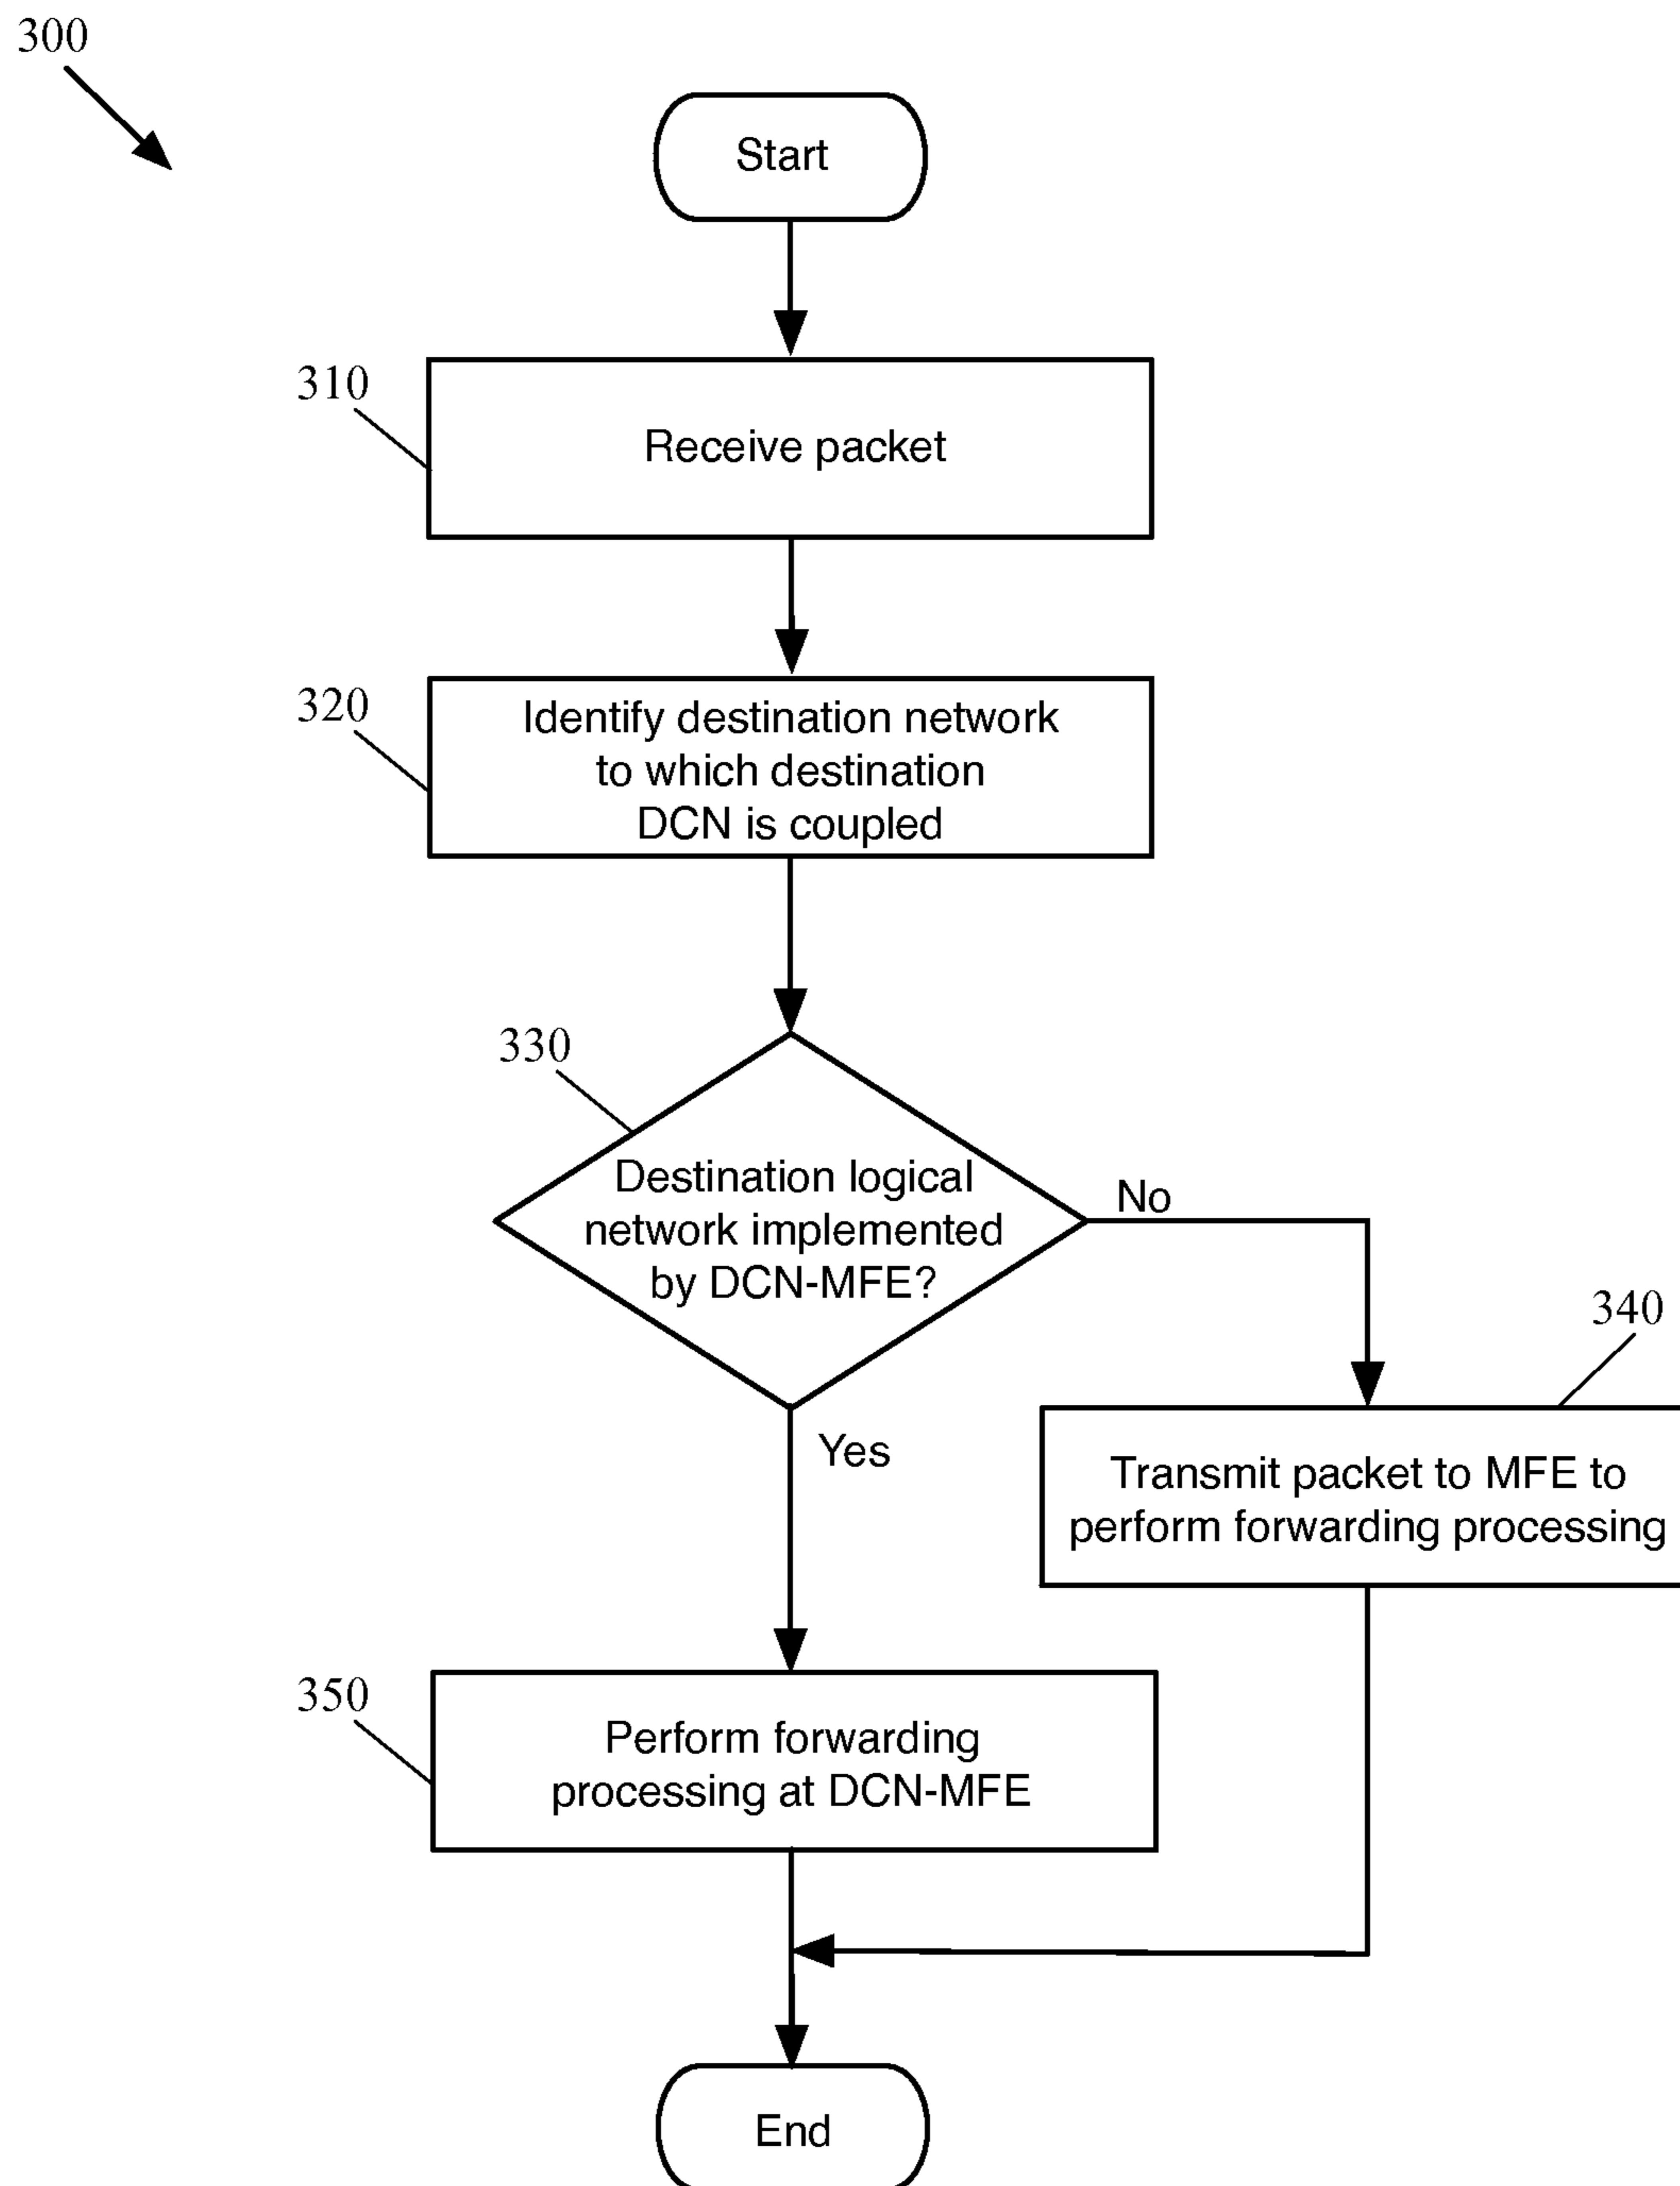 300
Start
310
Receive packet
320
Identify destination network
to which destination
DCN is coupled
330
Destination logical
network implemented
by DCN-MFE?
No
340
Yes
Transmit packet to MFE to
perform forwarding processing
350
Perform forwarding
processing at DCN-MFE
End